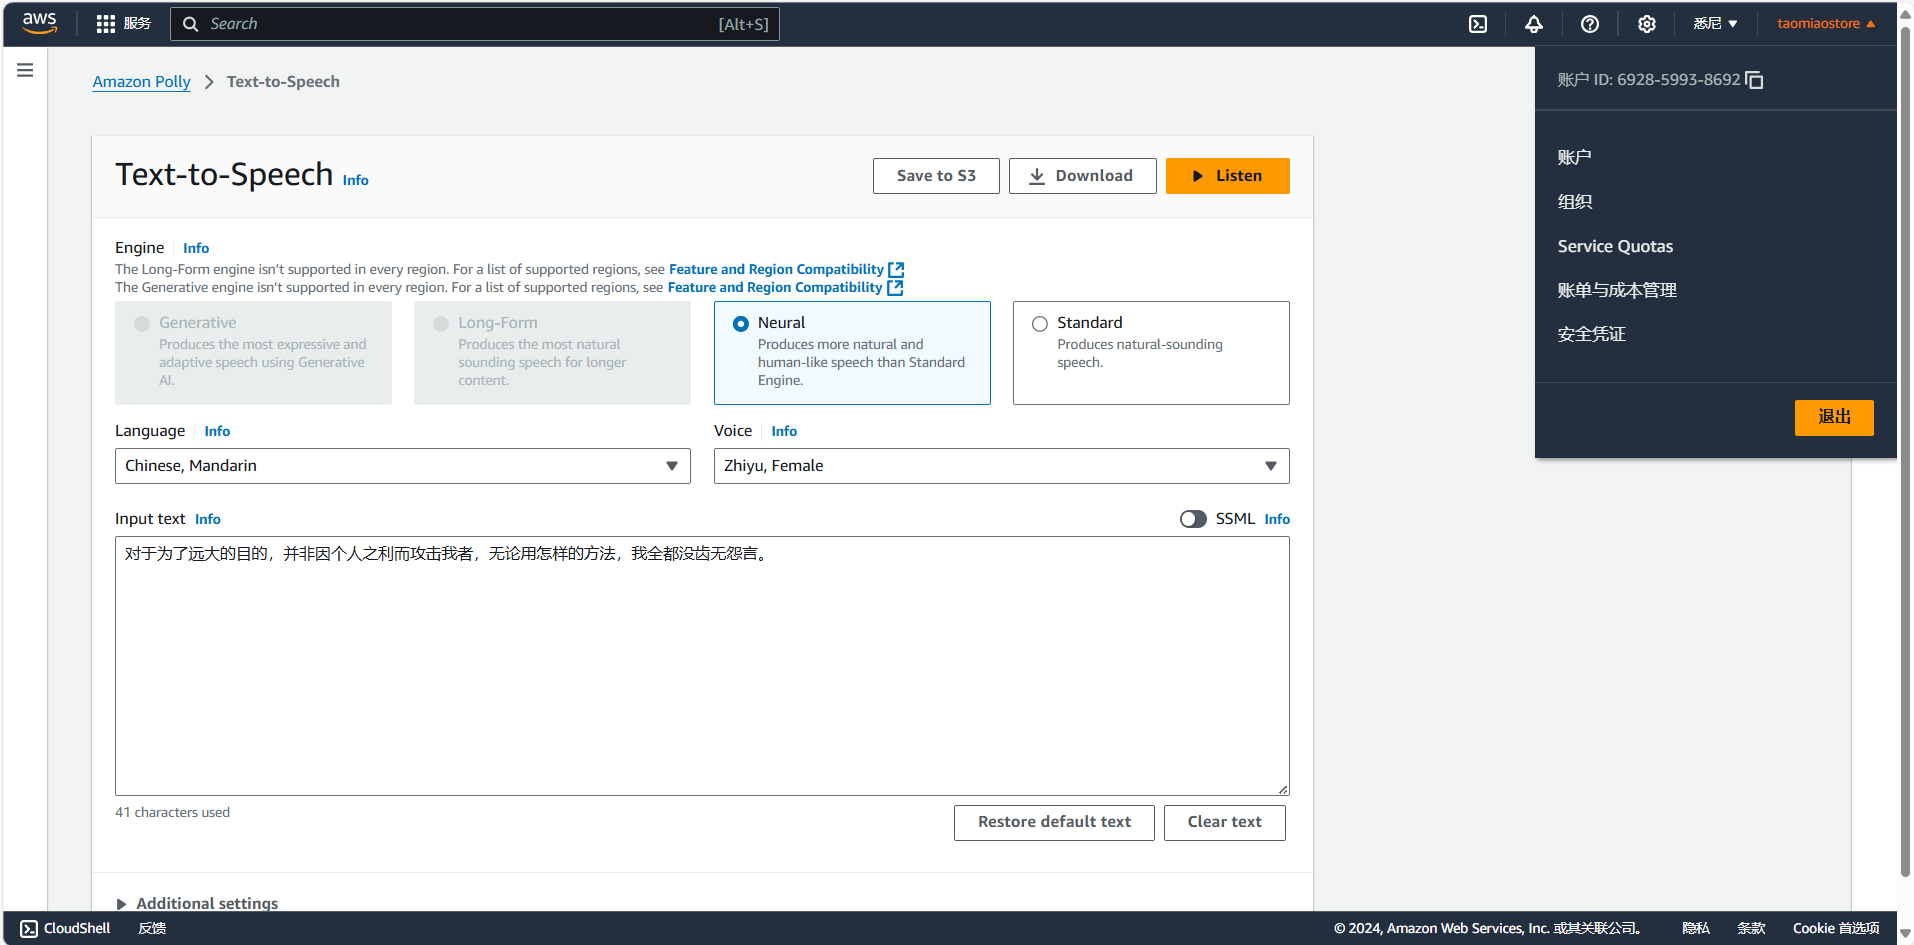 aws
服务
Search
[Alt+S]
悉尼
taomiaostore
账户 ID: 6928-5993-8692
账户
组织
Service Quotas
账单与成本管理
安全凭证
退出
Amazon Polly
Text-to-Speech
Text-to-Speech Info
Save to S3
Download
Listen
Engine Info
The Long-Form engine isn’t supported in every region. For a list of supported regions, see Feature and Region Compatibility
The Generative engine isn’t supported in every region. For a list of supported regions, see Feature and Region Compatibility
Generative
Produces the most expressive and
adaptive speech using Generative
AI.
Long-Form
Produces the most natural
sounding speech for longer
content.
Neural
Produces more natural and
human-like speech than Standard
Engine.
Standard
Produces natural-sounding
speech.
Language Info
Chinese, Mandarin
Voice Info
Zhiyu, Female
Input text Info
SSML Info
对于为了远大的目的，并非因个人之利而攻击我者，无论用怎样的方法，我全都没齿无怨言。
41 characters used
Restore default text
Clear text
Additional settings
CloudShell
反馈
© 2024, Amazon Web Services, Inc. 或其关联公司。
隐私
条款
Cookie 首选项